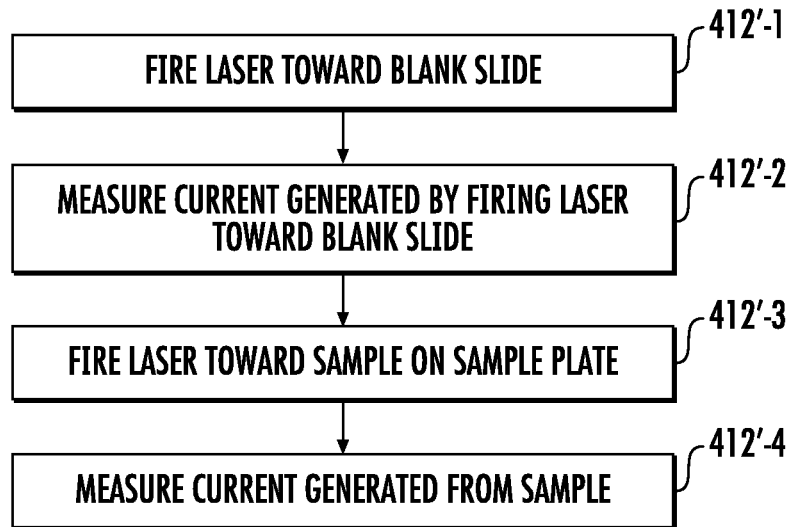 412'-1
FIRE LASER TOWARD BLANK SLIDE
412'-2
MEASURE CURRENT GENERATED BY FIRING LASER
TOWARD BLANK SLIDE
412'-3
FIRE LASER TOWARD SAMPLE ON SAMPLE PLATE
412'-4
MEASURE CURRENT GENERATED FROM SAMPLE